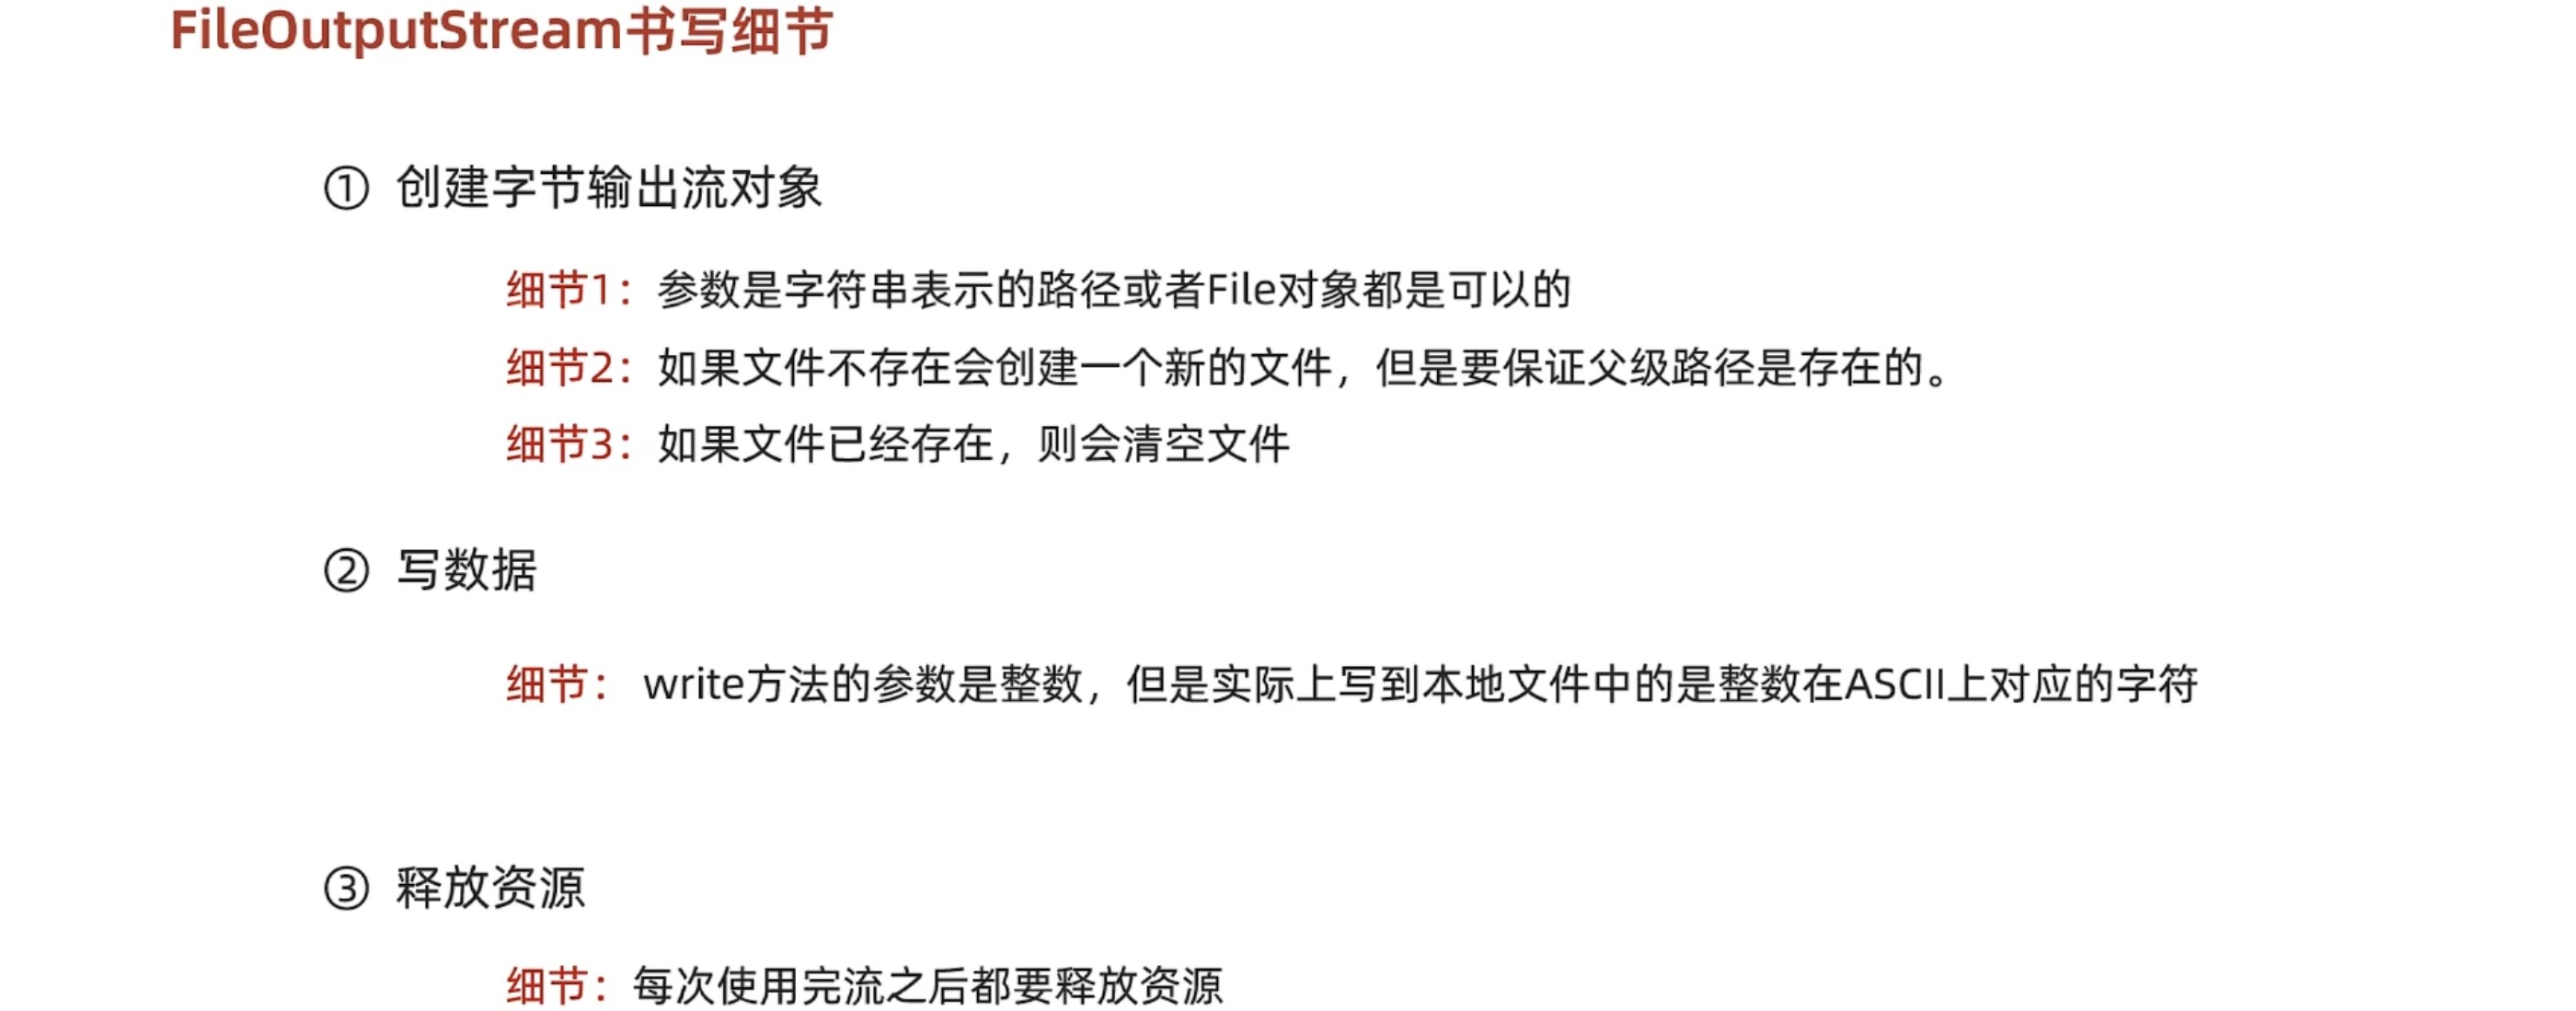 FileOutputStream书写细节
① 创建字节输出流对象
细节1：参数是字符串表示的路径或者File对象都是可以的
细节2：如果文件不存在会创建一个新的文件，但是要保证父级路径是存在的。
细节3：如果文件已经存在，则会清空文件
② 写数据
细节： write方法的参数是整数，但是实际上写到本地文件中的是整数在ASCII上对应的字符
③ 释放资源
细节：每次使用完流之后都要释放资源